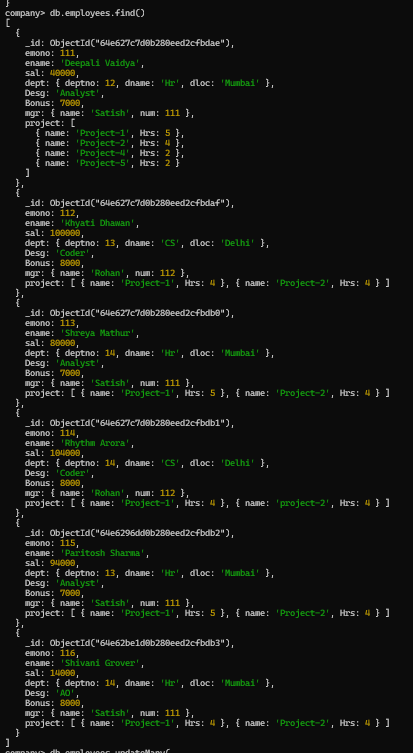 }
company> db.employees.find()
[
  {
    _id: ObjectId("64e627c7d0b280eed2cfbdae"),
    emono: 111,
    ename: 'Deepali Vaidya',
    sal: 40000,
    dept: { deptno: 12, dname: 'Hr', dloc: 'Mumbai' },
    Desg: 'Analyst',
    Bonus: 7000,
    mgr: { name: 'Satish', num: 111 },
    project: [
      { name: 'Project-1', Hrs: 5 },
      { name: 'Project-2', Hrs: 4 },
      { name: 'Project-4', Hrs: 2 },
      { name: 'Project-5', Hrs: 2 }
    ]
  },
  {
    _id: ObjectId("64e627c7d0b280eed2cfbdaf"),
    emono: 112,
    ename: 'Khyati Dhawan',
    sal: 100000,
    dept: { deptno: 13, dname: 'CS', dloc: 'Delhi' },
    Desg: 'Coder',
    Bonus: 8000,
    mgr: { name: 'Rohan', num: 112 },
    project: [ { name: 'Project-1', Hrs: 4 }, { name: 'Project-2', Hrs: 4 } ]
  },
  {
    _id: ObjectId("64e627c7d0b280eed2cfbdb0"),
    emono: 113,
    ename: 'Shreya Mathur',
    sal: 80000,
    dept: { deptno: 14, dname: 'Hr', dloc: 'Mumbai' },
    Desg: 'Analyst',
    Bonus: 7000,
    mgr: { name: 'Satish', num: 111 },
    project: [ { name: 'Project-1', Hrs: 5 }, { name: 'Project-2', Hrs: 4 } ]
  },
  {
    _id: ObjectId("64e627c7d0b280eed2cfbdb1"),
    emono: 114,
    ename: 'Rhythm Arora',
    sal: 104000,
    dept: { deptno: 14, dname: 'CS', dloc: 'Delhi' },
    Desg: 'Coder',
    Bonus: 8000,
    mgr: { name: 'Rohan', num: 112 },
    project: [ { name: 'Project-1', Hrs: 4 }, { name: 'project-2', Hrs: 4 } ]
  },
  {
    _id: ObjectId("64e6296dd0b280eed2cfbdb2"),
    emono: 115,
    ename: 'Paritosh Sharma',
    sal: 94000,
    dept: { deptno: 13, dname: 'Hr', dloc: 'Mumbai' },
    Desg: 'Analyst',
    Bonus: 7000,
    mgr: { name: 'Satish', num: 111 },
    project: [ { name: 'Project-1', Hrs: 5 }, { name: 'Project-2', Hrs: 4 } ]
  },
  {
    _id: ObjectId("64e62be1d0b280eed2cfbdb3"),
    emono: 116,
    ename: 'Shivani Grover',
    sal: 14000,
    dept: { deptno: 14, dname: 'Hr', dloc: 'Mumbai' },
    Desg: 'AO',
    Bonus: 8000,
    mgr: { name: 'Satish', num: 111 },
    project: [ { name: 'Project-1', Hrs: 4 }, { name: 'Project-2', Hrs: 4 } ]
  }
]
company> db.employees.updateMany(